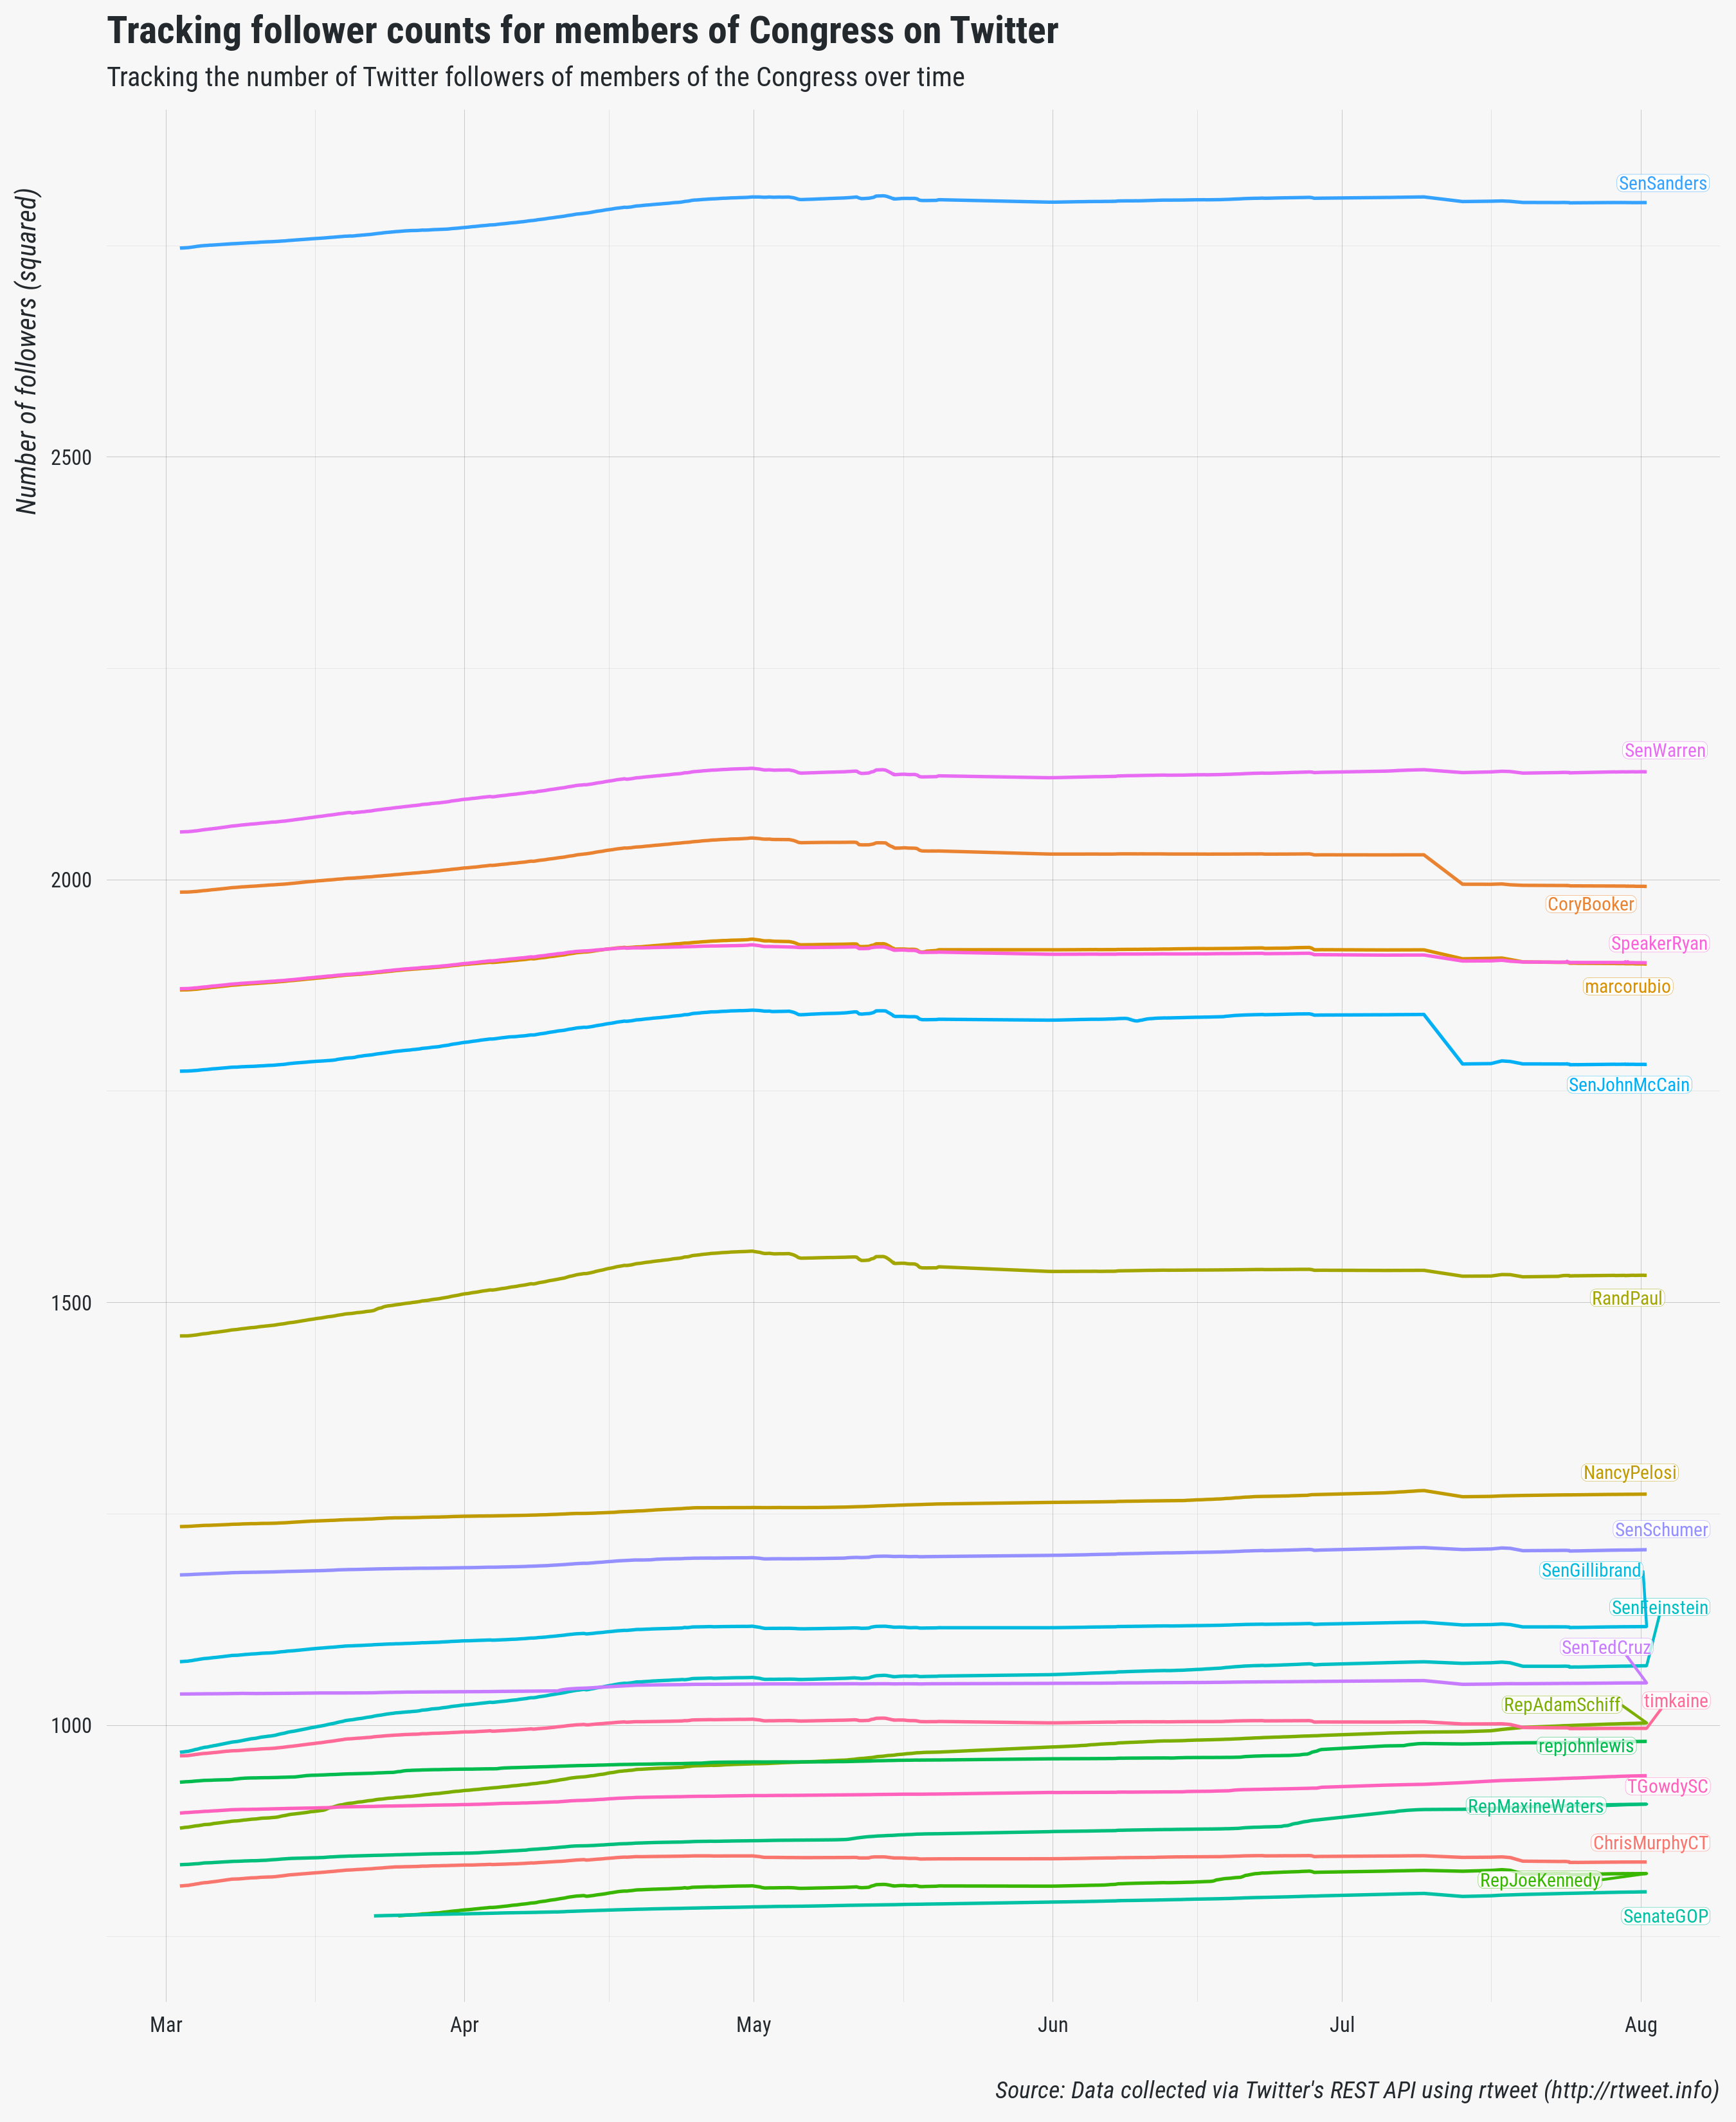 Tracking follower counts for members of Congress on Twitter
Tracking the number of Twitter followers of members of the Congress over time
Number of followers (squared)
SenSanders
2500
SenWarren
2000
CoryBooker
SpeakerRyan
marcorubio
SenJohnMcCain
1500
RandPaul
NancyPelosi
SenSchumer
SenGillibrand
SenFeinstein
SenTedCruz
timkaine
RepAdamSchiff
1000
repjohnlewis
TGowdySC
RepMaxineWaters
ChrisMurphyCT
RepJoeKennedy
SenateGOP
Mar Apr May Jun Jul Aug
Source: Data collected via Twitter's REST API using rtweet (http://rtweet.info)